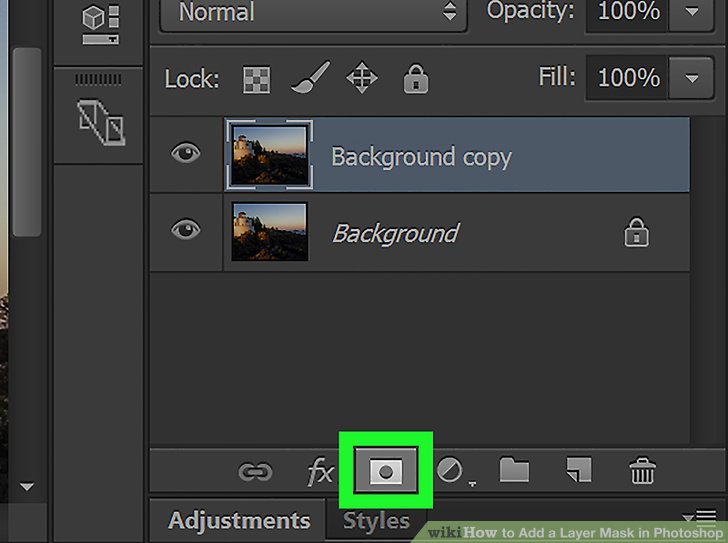 Normal
Opacity: 100%
Lock:
Fill: 100%
Background copy
Background
fx
Adjustments Styles
wikiHow to Add a Layer Mask in Photoshop